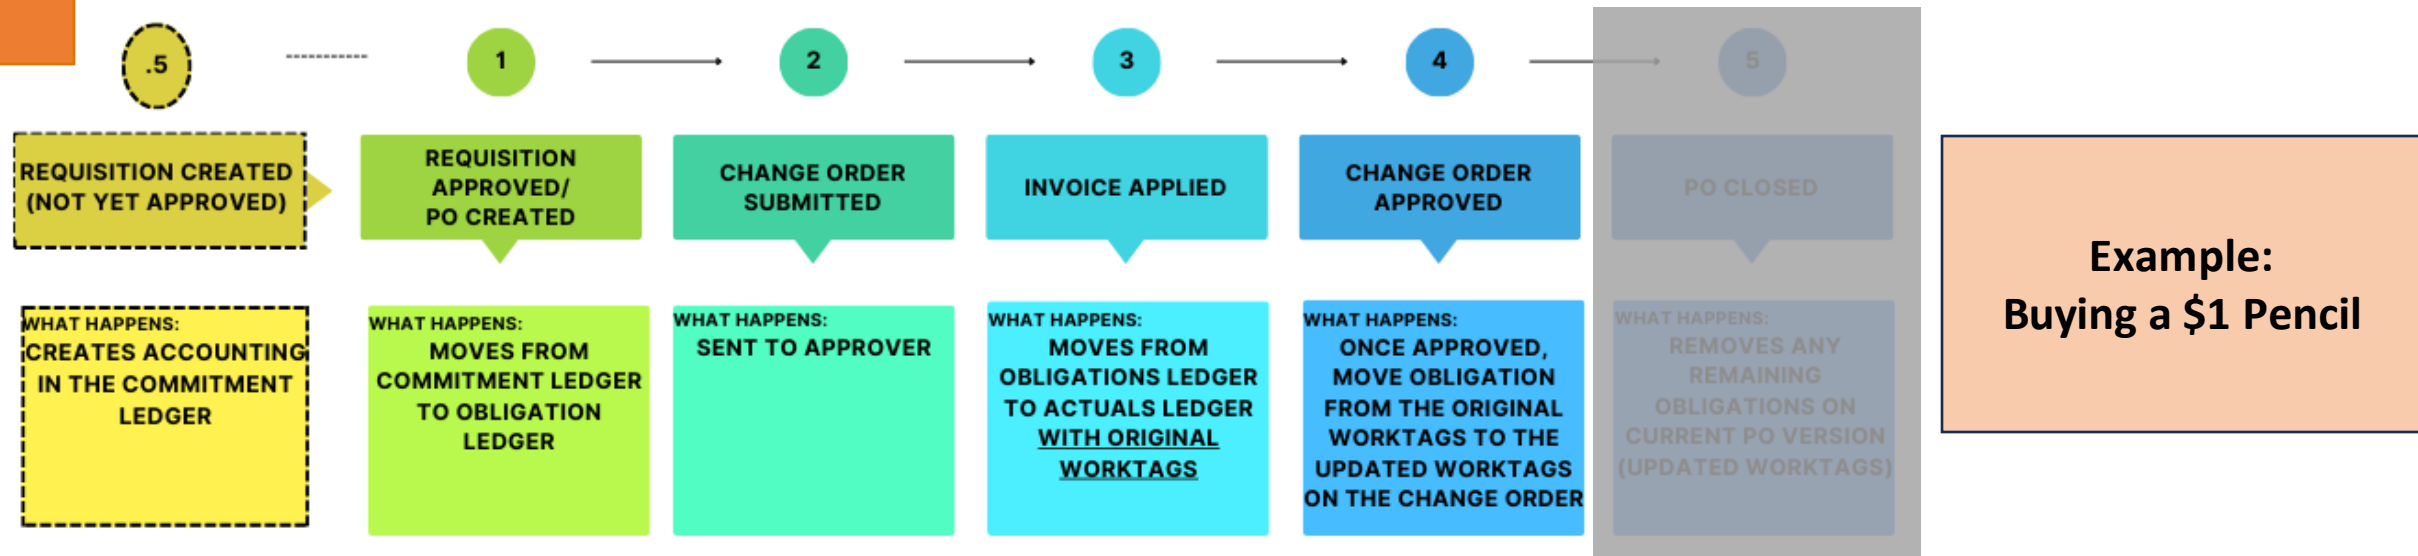 .5
1
2
3
4
5
REQUISITION CREATED
(NOT YET APPROVED)
REQUISITION
APPROVED/
PO CREATED
CHANGE ORDER
SUBMITTED
INVOICE APPLIED
CHANGE ORDER
APPROVED
PO CLOSED
WHAT HAPPENS:
CREATES ACCOUNTING
IN THE COMMITMENT
LEDGER
WHAT HAPPENS:
MOVES FROM
COMMITMENT LEDGER
TO OBLIGATION
LEDGER
WHAT HAPPENS:
SENT TO APPROVER
WHAT HAPPENS:
MOVES FROM
OBLIGATIONS LEDGER
TO ACTUALS LEDGER
WITH ORIGINAL
WORKTAGS
WHAT HAPPENS:
ONCE APPROVED,
MOVE OBLIGATION
FROM THE ORIGINAL
WORKTAGS TO THE
UPDATED WORKTAGS
ON THE CHANGE ORDER
WHAT HAPPENS:
REMOVES ANY
REMAINING
OBLIGATIONS ON
CURRENT PO VERSION
(UPDATED WORKTAGS)
Example:
Buying a $1 Pencil